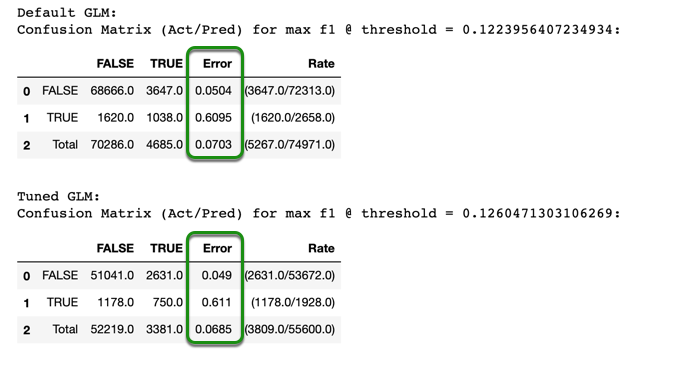 Default GLM:
Confusion Matrix (Act/Pred) for max f1 @ threshold = 0.1223956407234934:
FALSE TRUE Error Rate
0 FALSE 68666.0 3647.0 0.0504 (3647.0/72313.0)
1 TRUE 1620.0 1038.0 0.6095 (1620.0/2658.0)
2 Total 70286.0 4685.0 0.0703 (5267.0/74971.0)
Tuned GLM:
Confusion Matrix (Act/Pred) for max f1 @ threshold = 0.1260471303106269:
FALSE TRUE Error Rate
0 FALSE 51041.0 2631.0 0.049 (2631.0/53672.0)
1 TRUE 1178.0 750.0 0.611 (1178.0/1928.0)
2 Total 52219.0 3381.0 0.0685 (3809.0/55600.0)